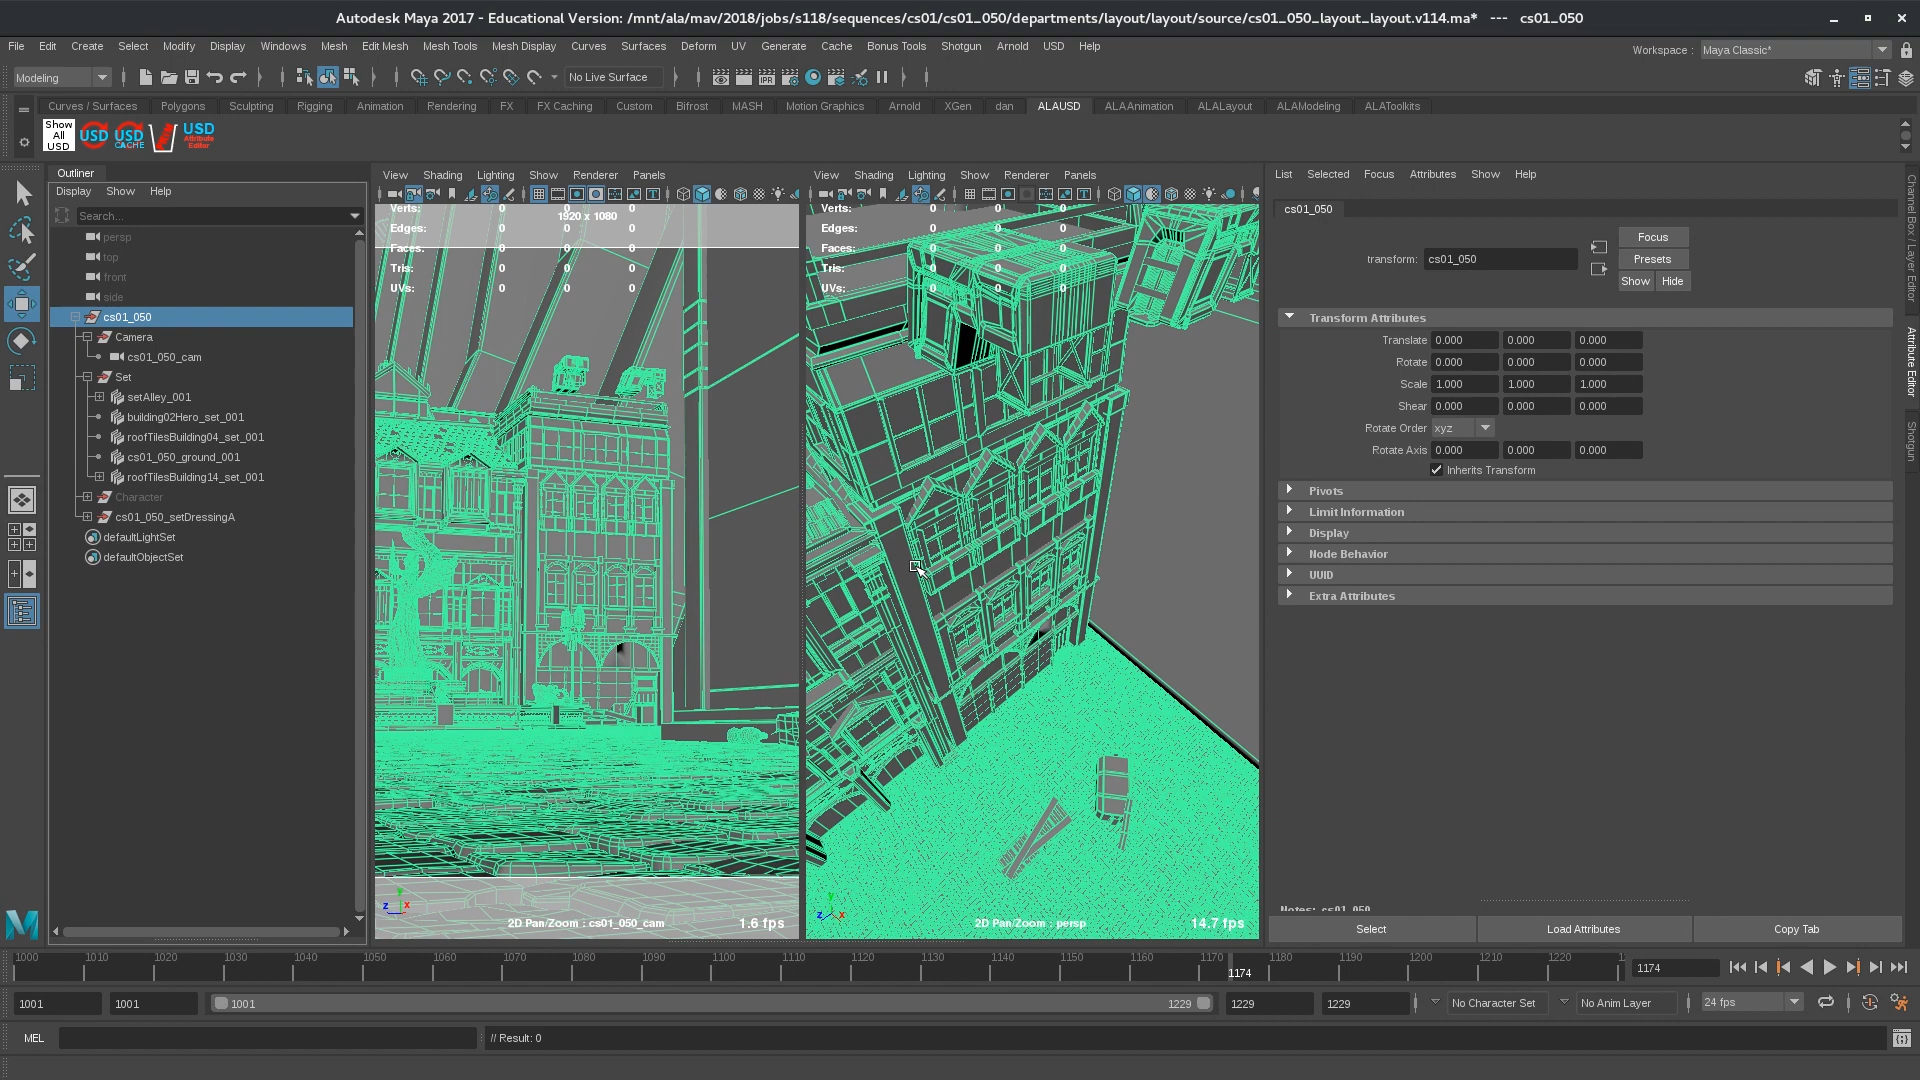 Autodesk Maya 2017 - Educational Version: /mnt/ala/mav/2018/jobs/s118/sequences/cs01/cs01_050/departments/layout/layout/source/cs01_050_layout_layout.v114.ma* --- cs01_050
File Edit Create Select Modify Display Windows Mesh Edit Mesh Mesh Tools Mesh Display Curves Surfaces Deform UV Generate Cache Bonus Tools Shotgun Arnold USD Help
Workspace : Maya Classic*
Modeling
No Live Surface
IPR
Curves / Surfaces Polygons Sculpting Rigging Animation Rendering FX FX Caching Custom Bifrost MASH Motion Graphics Arnold XGen dan ALAUSD ALAAnimation ALALayout ALAModeling ALAToolkits
Show All USD
USD
USD CACHE
USD Attribute Editor
Outliner
Display Show Help
Search...
persp
top
front
side
cs01_050
Camera
cs01_050_cam
Set
setAlley_001
building02Hero_set_001
roofTilesBuilding04_set_001
cs01_050_ground_001
roofTilesBuilding14_set_001
Character
cs01_050_setDressingA
defaultLightSet
defaultObjectSet
View Shading Lighting Show Renderer Panels
Verts: 0 0 0
1920 x 1080
Edges: 0 0 0
Faces: 0 0 0
Tris: 0 0 0
UVs: 0 0 0
2D Pan/Zoom : cs01_050_cam
1.6 fps
View Shading Lighting Show Renderer Panels
Verts: 0 0 0
Edges: 0 0 0
Faces: 0 0 0
Tris: 0 0 0
UVs: 0 0 0
2D Pan/Zoom : persp
14.7 fps
List Selected Focus Attributes Show Help
cs01_050
transform: cs01_050
Focus
Presets
Show Hide
Transform Attributes
Translate 0.000 0.000 0.000
Rotate 0.000 0.000 0.000
Scale 1.000 1.000 1.000
Shear 0.000 0.000 0.000
Rotate Order xyz
Rotate Axis 0.000 0.000 0.000
Inherits Transform
Pivots
Limit Information
Display
Node Behavior
UUID
Extra Attributes
Notes: cs01_050
Select
Load Attributes
Copy Tab
Channel Box / Layer Editor
Attribute Editor
Shotgun
1000 1010 1020 1030 1040 1050 1060 1070 1080 1090 1100 1110 1120 1130 1140 1150 1160 1170 1180 1190 1200 1210 1220
1174
1174
1001
1001
1001
1229
1229
1229
No Character Set
No Anim Layer
24 fps
MEL
// Result: 0